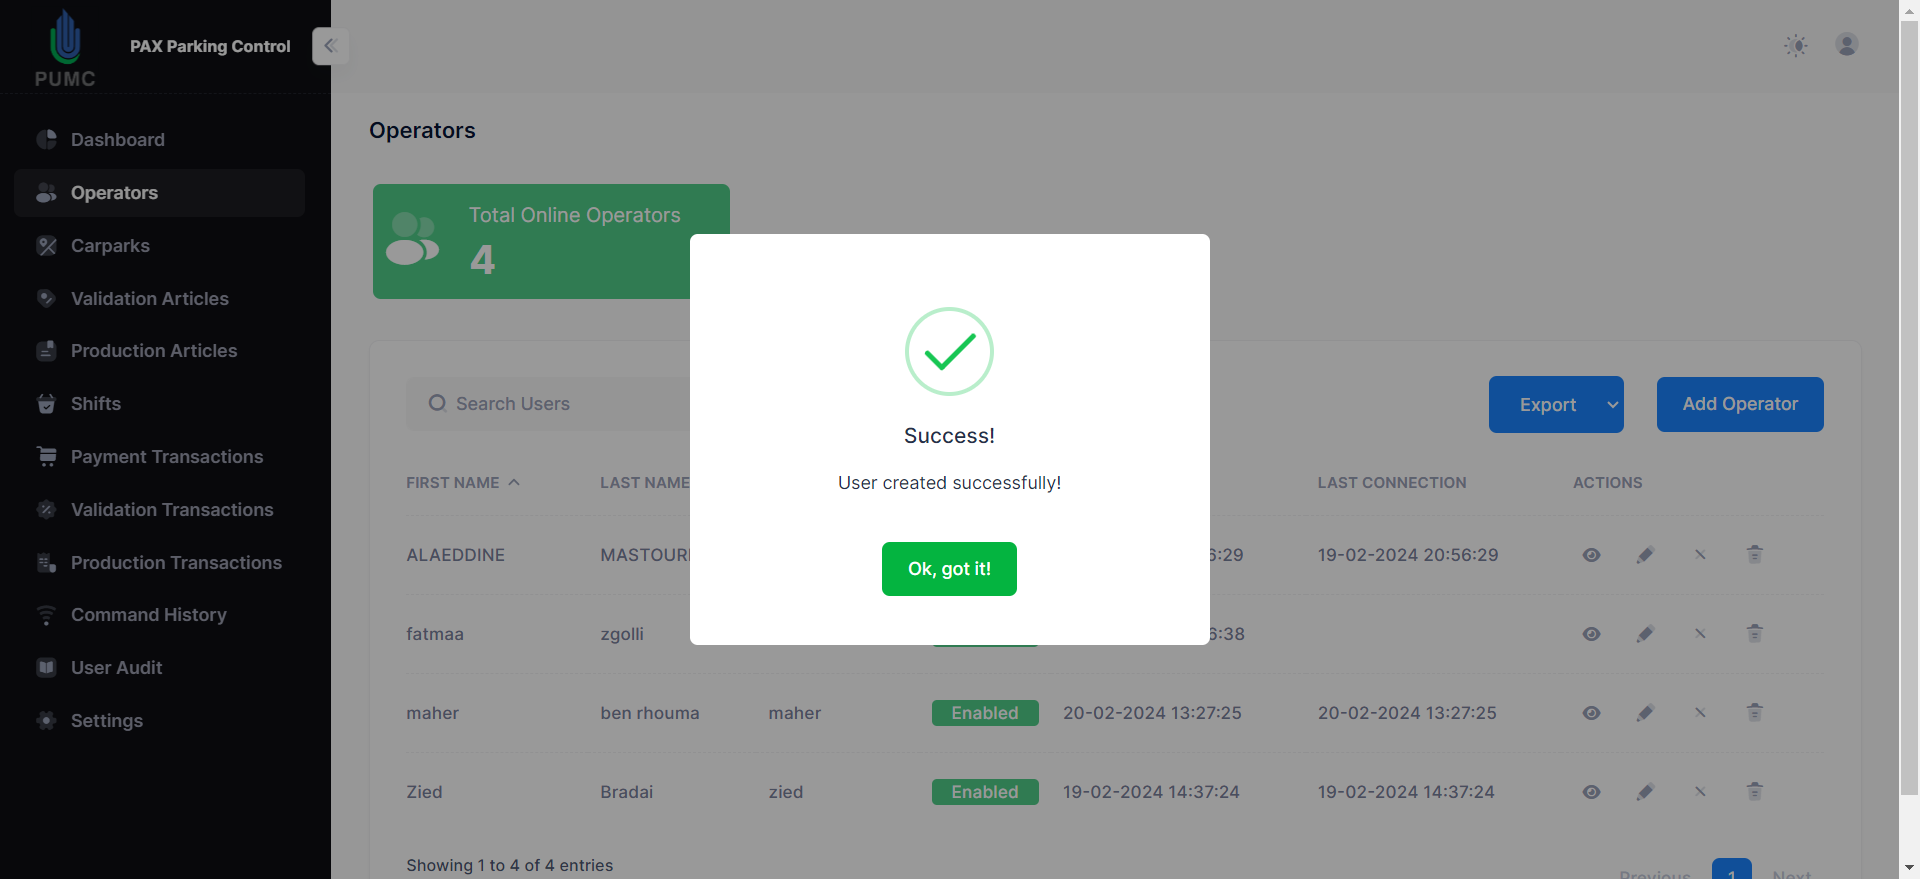 PUMC
PAX Parking Control
Dashboard
Operators
Carparks
Validation Articles
Production Articles
Shifts
Payment Transactions
Validation Transactions
Production Transactions
Command History
User Audit
Settings
Operators
Total Online Operators
4
Search Users
Export
Add Operator
FIRST NAME LAST NAME LAST CONNECTION ACTIONS
ALAEDDINE 6:29 19-02-2024 20:56:29
fatmaa zgolli 6:38
maher ben rhouma maher Enabled 20-02-2024 13:27:25 20-02-2024 13:27:25
Zied Bradai zied Enabled 19-02-2024 14:37:24 19-02-2024 14:37:24
Showing 1 to 4 of 4 entries
Previous 1 Next
Success!
User created successfully!
Ok, got it!